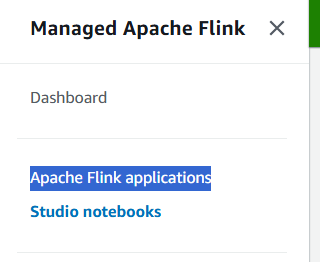 Managed Apache Flink
Dashboard
Apache Flink applications
Studio notebooks